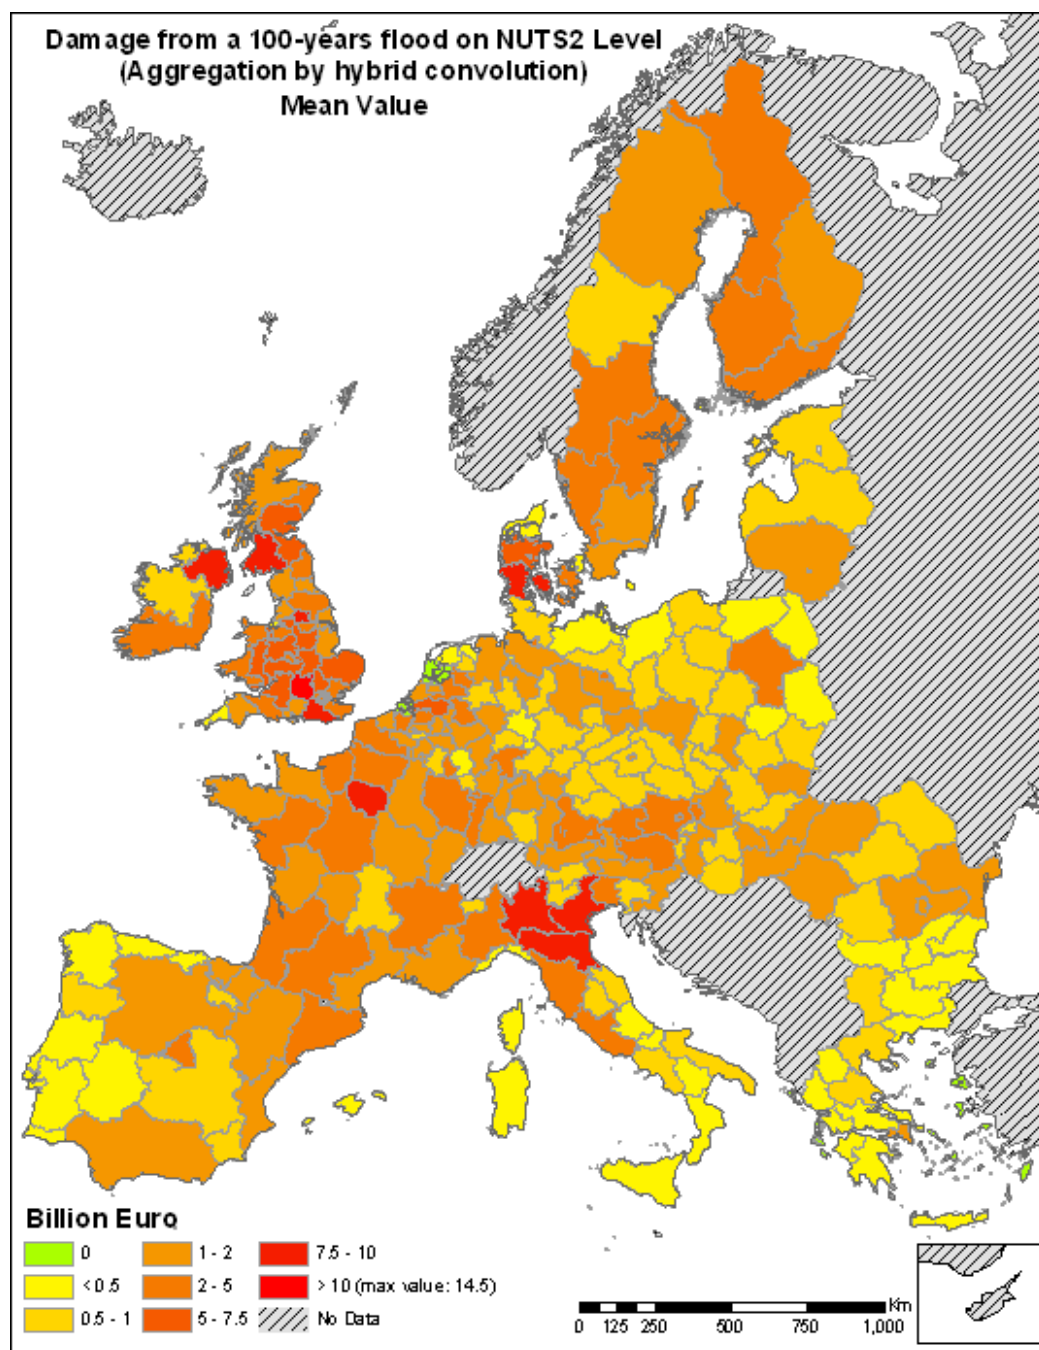 Damage from a 100-years flood on NUTS2 Level
(Aggregation by hybrid convolution)
Mean Value
Billion Euro
0
< 0.5
0.5 - 1
1 - 2
2 - 5
5 - 7.5
7.5 - 10
> 10 (max value: 14.5)
No Data
Km
0 125 250 500 750 1,000